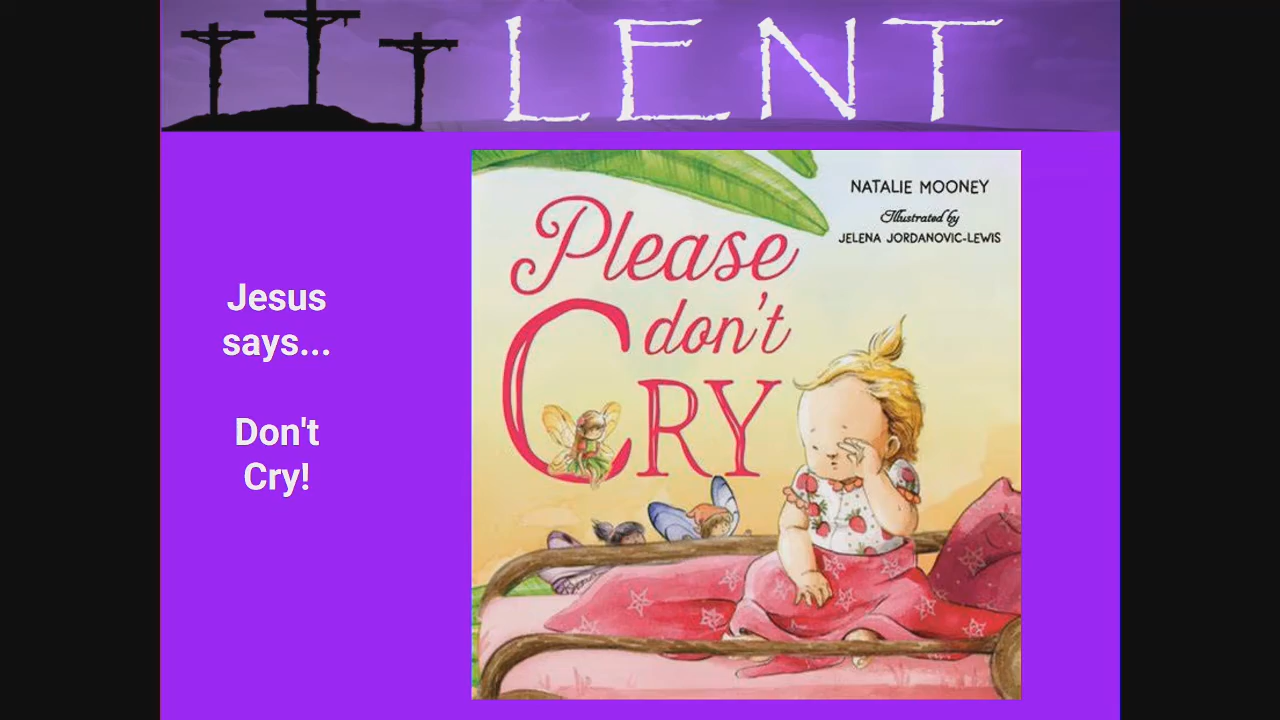 LENT
Jesus
says...
Don't
Cry!
NATALIE MOONEY
Illustrated by
JELENA JORDANOVIC-LEWIS
Please
don't
CRY